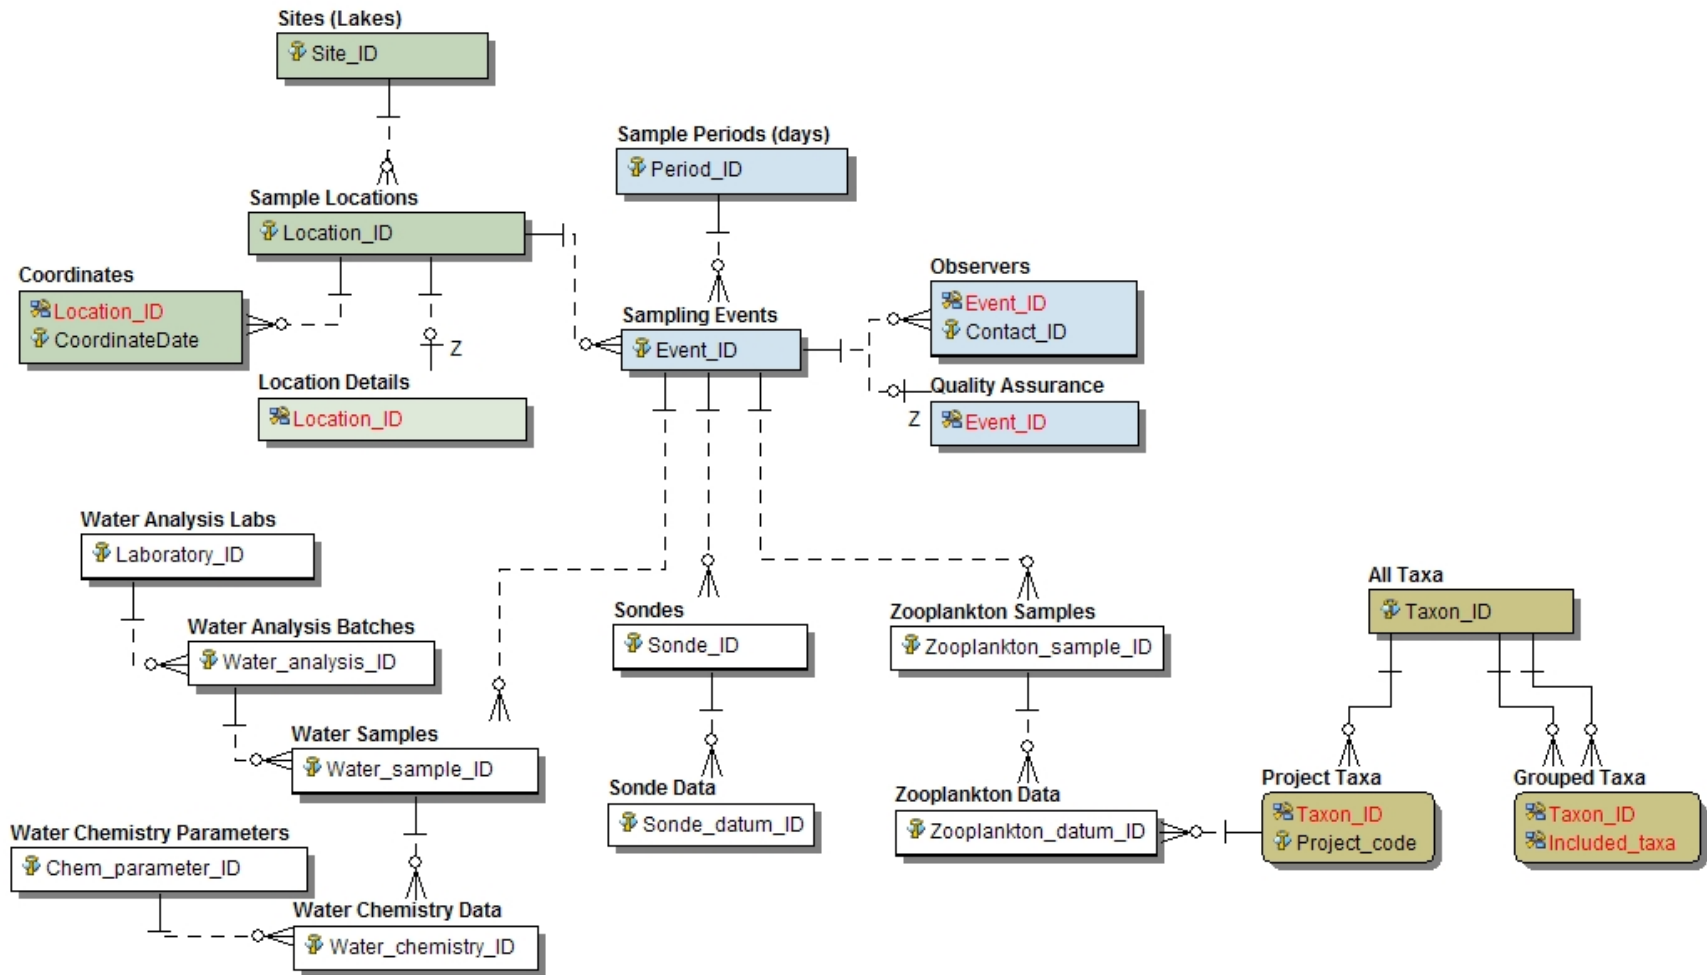 Sites (Lakes)
Site_ID
Sample Periods (days)
Period_ID
Sample Locations
Location_ID
Coordinates
Location_ID
CoordinateDate
Z
Location Details
Location_ID
Sampling Events
Event_ID
Observers
Event_ID
Contact_ID
Quality Assurance
Z
Event_ID
Water Analysis Labs
Laboratory_ID
Water Analysis Batches
Water_analysis_ID
Water Samples
Water_sample_ID
Water Chemistry Parameters
Chem_parameter_ID
Water Chemistry Data
Water_chemistry_ID
Sondes
Sonde_ID
Sonde Data
Sonde_datum_ID
Zooplankton Samples
Zooplankton_sample_ID
Zooplankton Data
Zooplankton_datum_ID
All Taxa
Taxon_ID
Project Taxa
Taxon_ID
Project_code
Grouped Taxa
Taxon_ID
Included_taxa